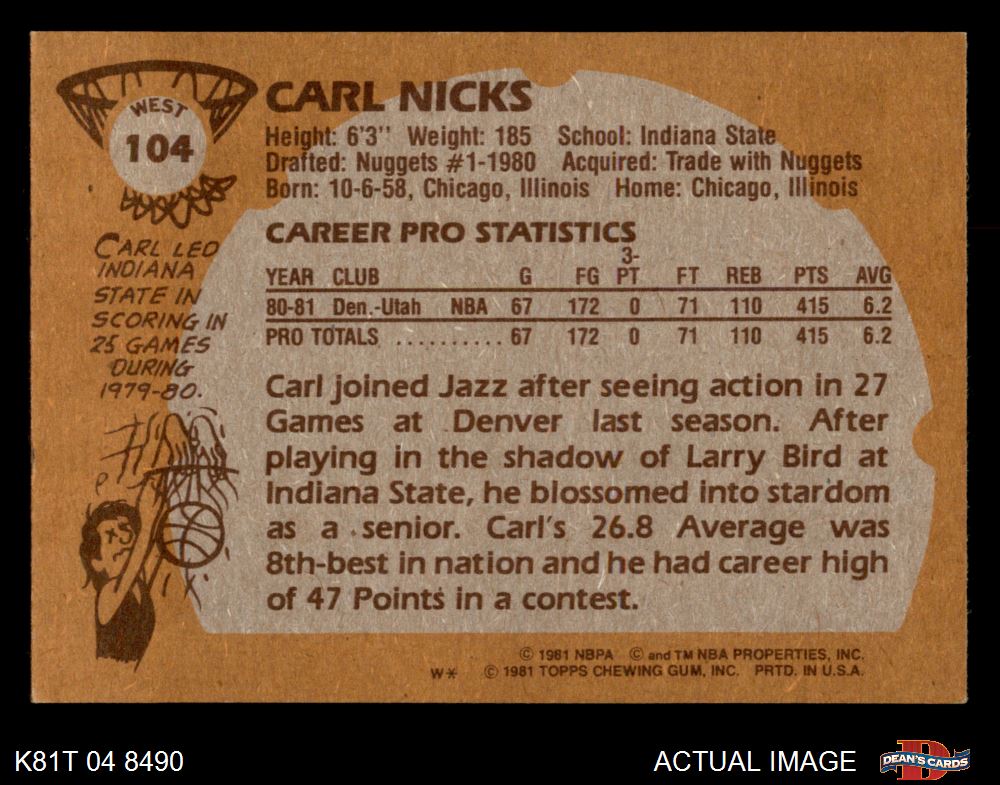 WEST
104
CARL NICKS
Height: 6'3'' Weight: 185 School: Indiana State
Drafted: Nuggets #1-1980 Acquired: Trade with Nuggets
Born: 10-6-58, Chicago, Illinois Home: Chicago, Illinois
CAREER PRO STATISTICS
YEAR CLUB G FG 3-PT FT REB PTS AVG
80-81 Den.-Utah NBA 67 172 0 71 110 415 6.2
PRO TOTALS .......... 67 172 0 71 110 415 6.2
CARL LED
INDIANA
STATE IN
SCORING IN
25 GAMES
DURING
1979-80.
Carl joined Jazz after seeing action in 27
Games at Denver last season. After
playing in the shadow of Larry Bird at
Indiana State, he blossomed into stardom
as a senior. Carl's 26.8 Average was
8th-best in nation and he had career high
of 47 Points in a contest.
© 1981 NBPA © and TM NBA PROPERTIES, INC.
W* © 1981 TOPPS CHEWING GUM, INC. PRTD. IN U.S.A.
K81T 04 8490 ACTUAL IMAGE DEAN'S CARDS